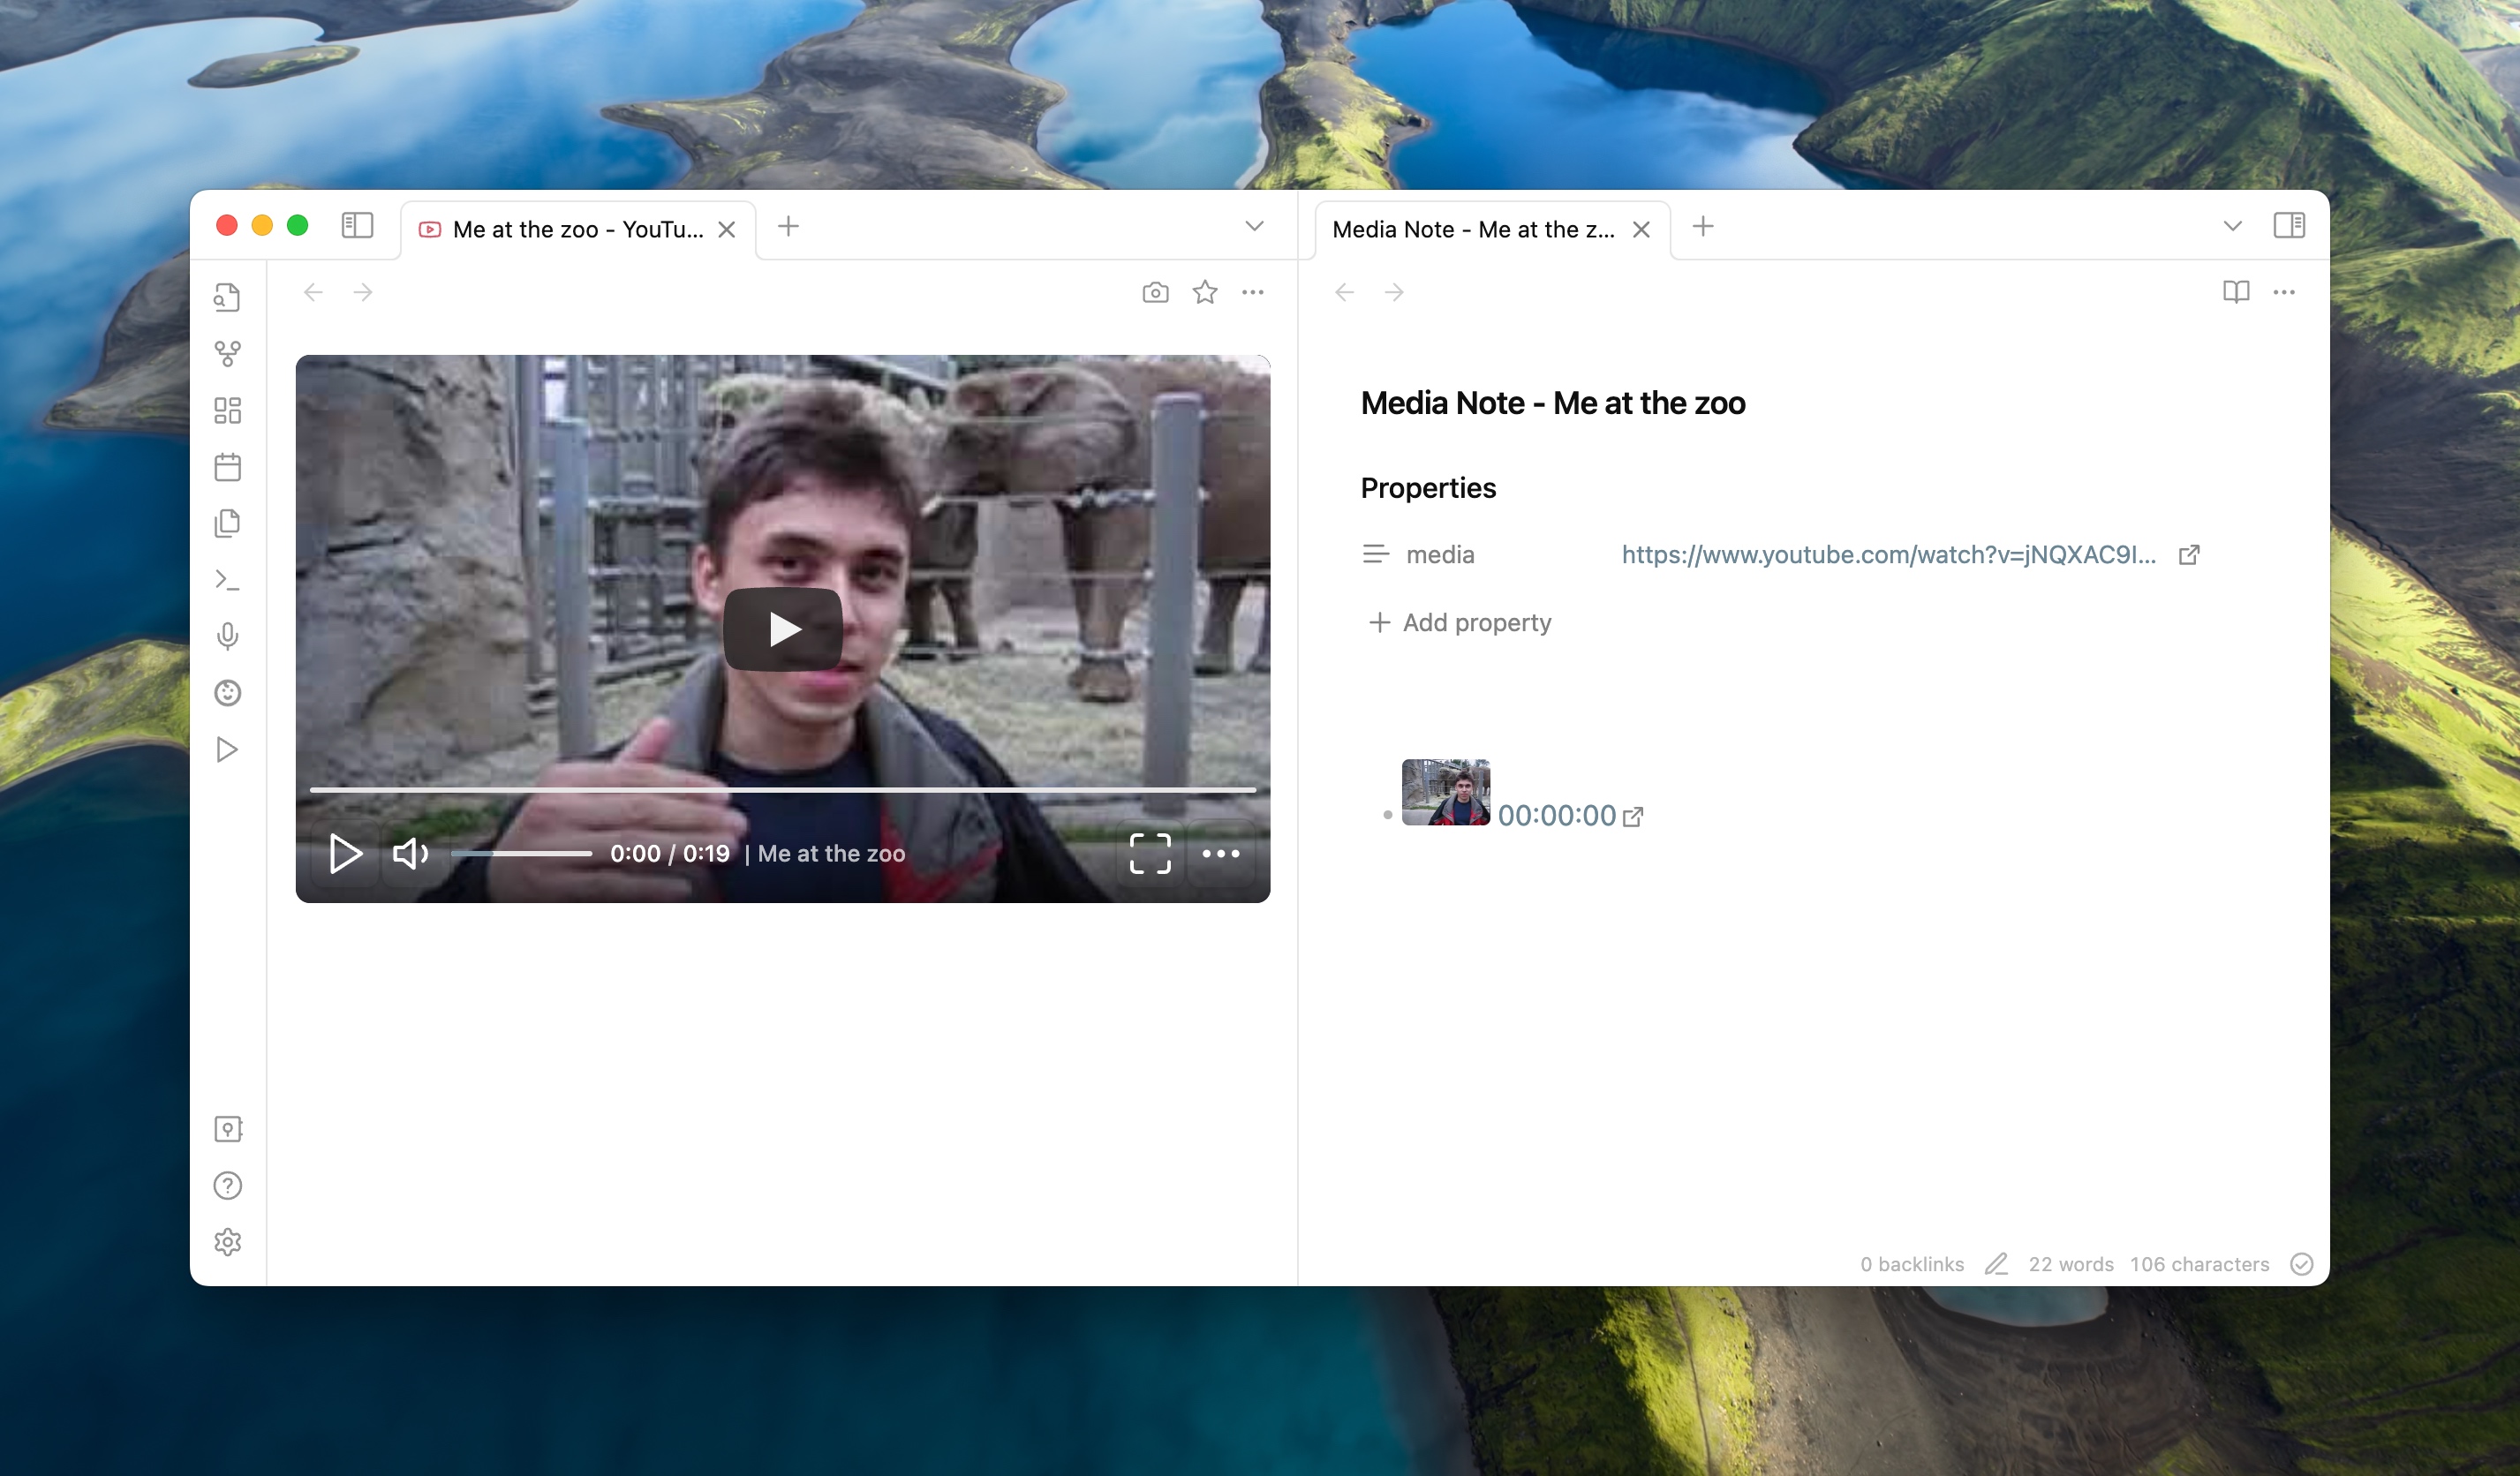 Me at the zoo - YouTu...
Media Note - Me at the z...
Media Note - Me at the zoo
Properties
media https://www.youtube.com/watch?v=jNQXAC9I...
Add property
00:00:00
0:00 / 0:19 | Me at the zoo
0 backlinks 22 words 106 characters